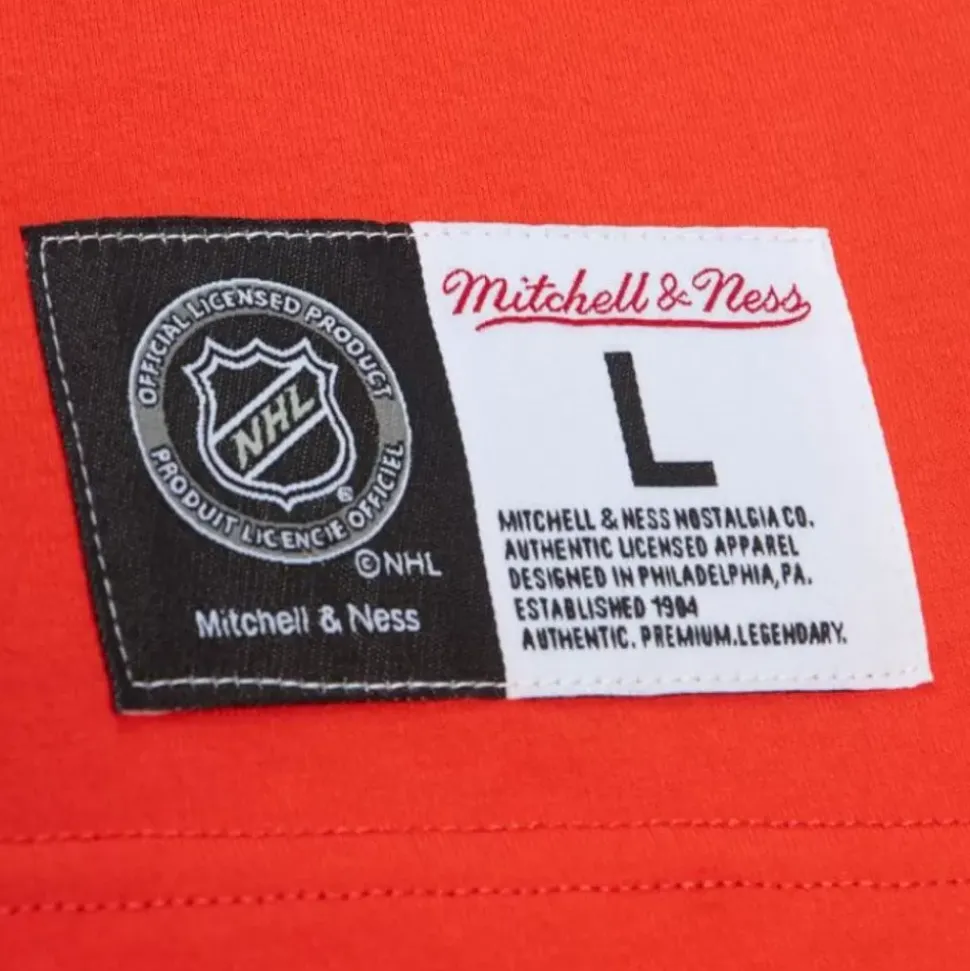 OFFICIAL LICENSED PRODUCT
NHL
®
PRODUIT LICENCIE OFFICIEL
©NHL
Mitchell & Ness
Mitchell & Ness
L
MITCHELL & NESS NOSTALGIA CO.
AUTHENTIC LICENSED APPAREL
DESIGNED IN PHILADELPHIA, PA.
ESTABLISHED 1904
AUTHENTIC. PREMIUM. LEGENDARY.